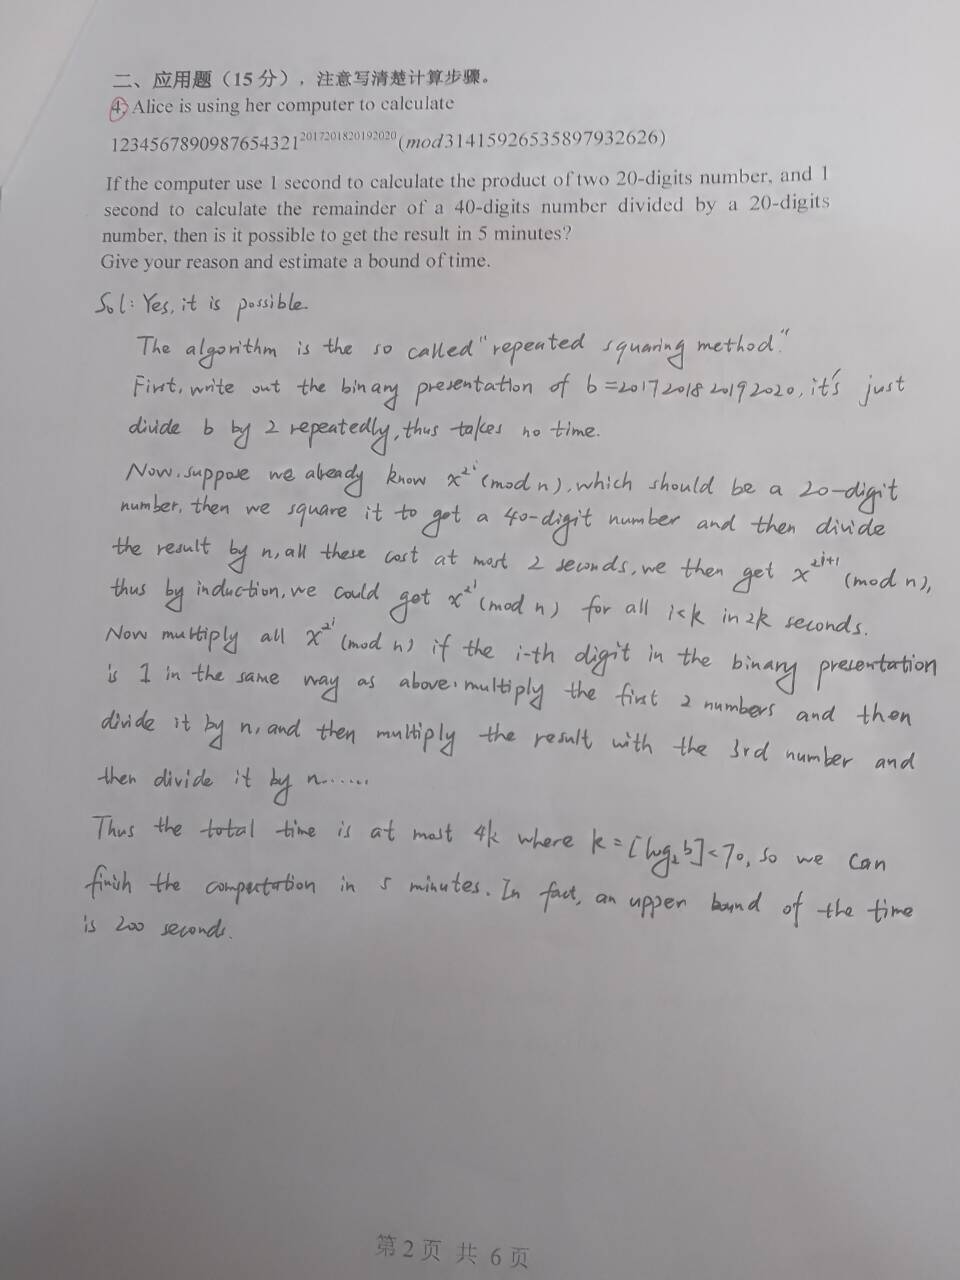 二、应用题（15 分），注意写清楚计算步骤。
4. Alice is using her computer to calculate
1234567890987654321^2017201820192020 (mod31415926535897932626)
If the computer use 1 second to calculate the product of two 20-digits number, and 1
second to calculate the remainder of a 40-digits number divided by a 20-digits
number, then is it possible to get the result in 5 minutes?
Give your reason and estimate a bound of time.
Sol: Yes, it is possible.
The algorithm is the so called "repeated squaring method."
First, write out the binary presentation of b=2017201820192020, it's just
divide b by 2 repeatedly, thus takes no time.
Now, suppose we already know x^2^i (mod n), which should be a 20-digit
number, then we square it to get a 40-digit number and then divide
the result by n, all these cost at most 2 seconds, we then get x^2^i+1 (mod n),
thus by induction, we could get x^2^i (mod n) for all i<k in 2k seconds.
Now multiply all x^2^i (mod n) if the i-th digit in the binary presentation
is 1 in the same way as above. multiply the first 2 numbers and then
divide it by n, and then multiply the result with the 3rd number and
then divide it by n......
Thus the total time is at most 4k where k = [log₂b]<70, so we can
finish the computation in 5 minutes. In fact, an upper bound of the time
is 200 seconds.
第 2 页 共 6 页